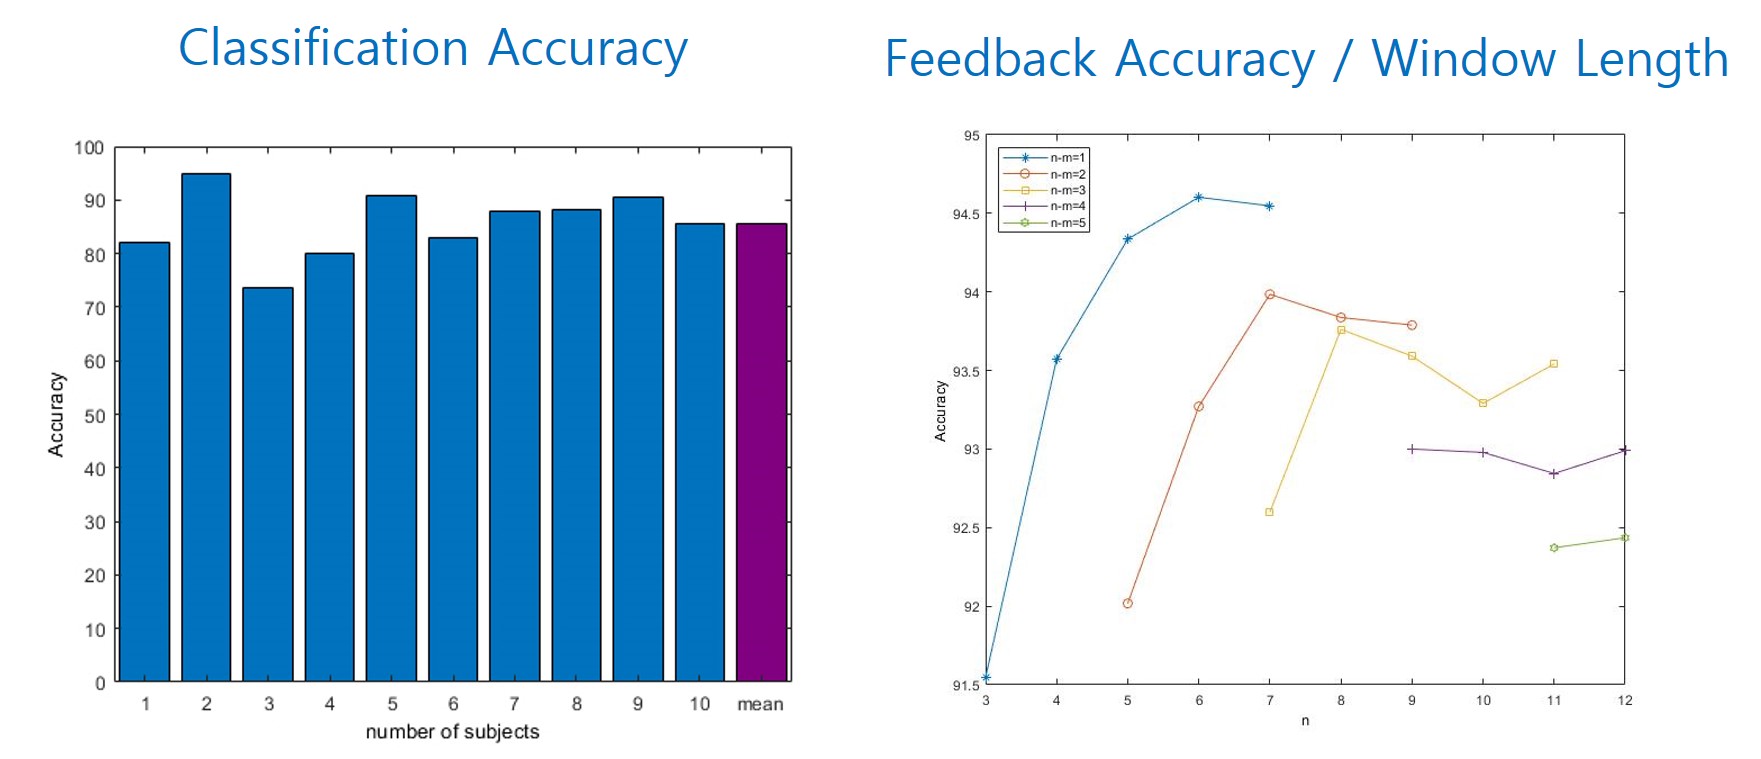 Classification Accuracy
Feedback Accuracy / Window Length
100
90
80
70
60
50
40
30
20
10
0
Accuracy
1 2 3 4 5 6 7 8 9 10 mean
number of subjects
95
94.5
94
93.5
93
92.5
92
91.5
Accuracy
n-m=1
n-m=2
n-m=3
n-m=4
n-m=5
3 4 5 6 7 8 9 10 11 12
n